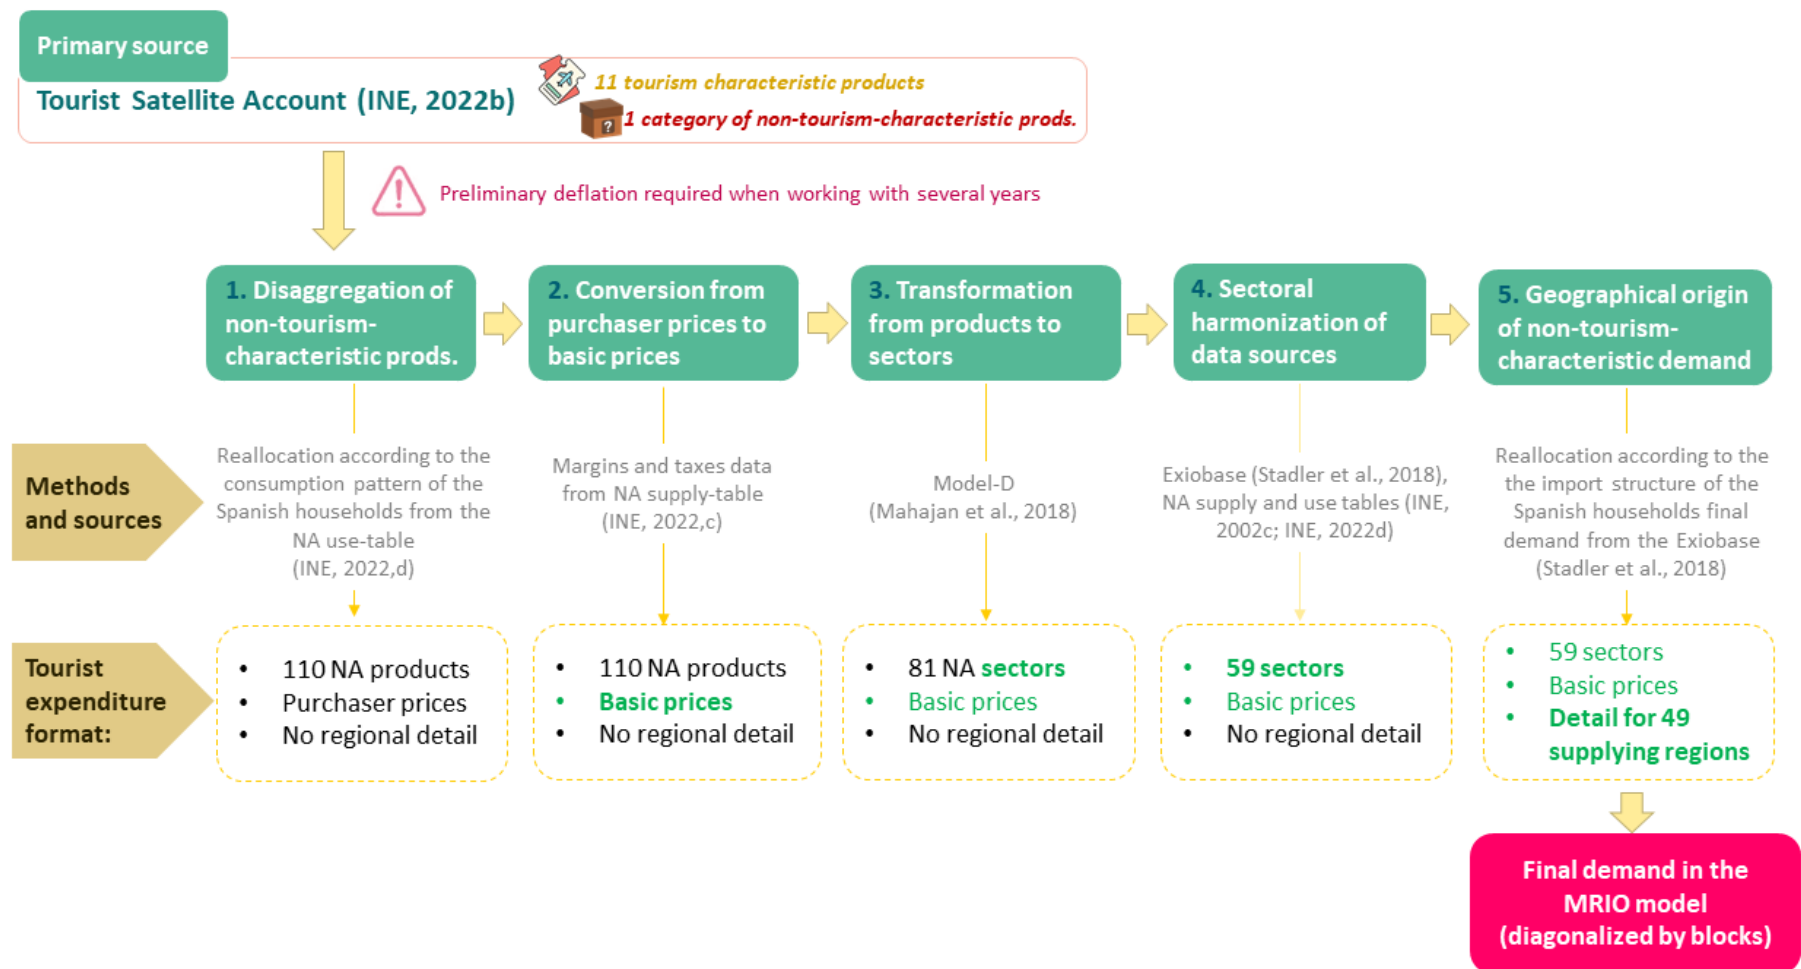 Primary source
Tourist Satellite Account (INE, 2022b)
11 tourism characteristic products
?
1 category of non-tourism-characteristic prods.
Preliminary deflation required when working with several years
1. Disaggregation of
non-tourism-
characteristic prods.
2. Conversion from
purchaser prices to
basic prices
3. Transformation
from products to
sectors
4. Sectoral
harmonization of
data sources
5. Geographical origin
of non-tourism-
characteristic demand
Methods
and sources
Reallocation according to the
consumption pattern of the
Spanish households from the
NA use-table
(INE, 2022,d)
Margins and taxes data
from NA supply-table
(INE, 2022,c)
Model-D
(Mahajan et al., 2018)
Exiobase (Stadler et al., 2018),
NA supply and use tables (INE,
2002c; INE, 2022d)
Reallocation according to the
the import structure of the
Spanish households final
demand from the Exiobase
(Stadler et al., 2018)
Tourist
expenditure
format:
• 110 NA products
• Purchaser prices
• No regional detail
• 110 NA products
• Basic prices
• No regional detail
• 81 NA sectors
• Basic prices
• No regional detail
• 59 sectors
• Basic prices
• No regional detail
• 59 sectors
• Basic prices
• Detail for 49
supplying regions
Final demand in the
MRIO model
(diagonalized by blocks)